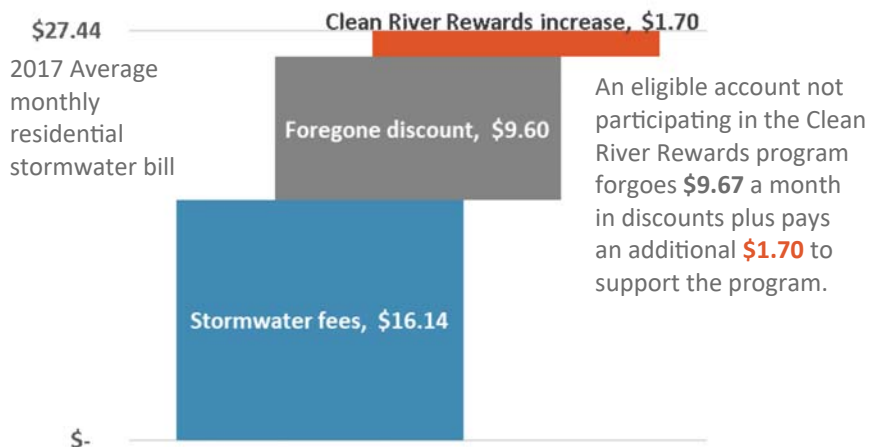 Clean River Rewards increase, $1.70
$27.44
2017 Average
monthly
residential
stormwater bill
Foregone discount, $9.60
An eligible account not
participating in the Clean
River Rewards program
forgoes $9.67 a month
in discounts plus pays
an additional $1.70 to
support the program.
Stormwater fees, $16.14
$-